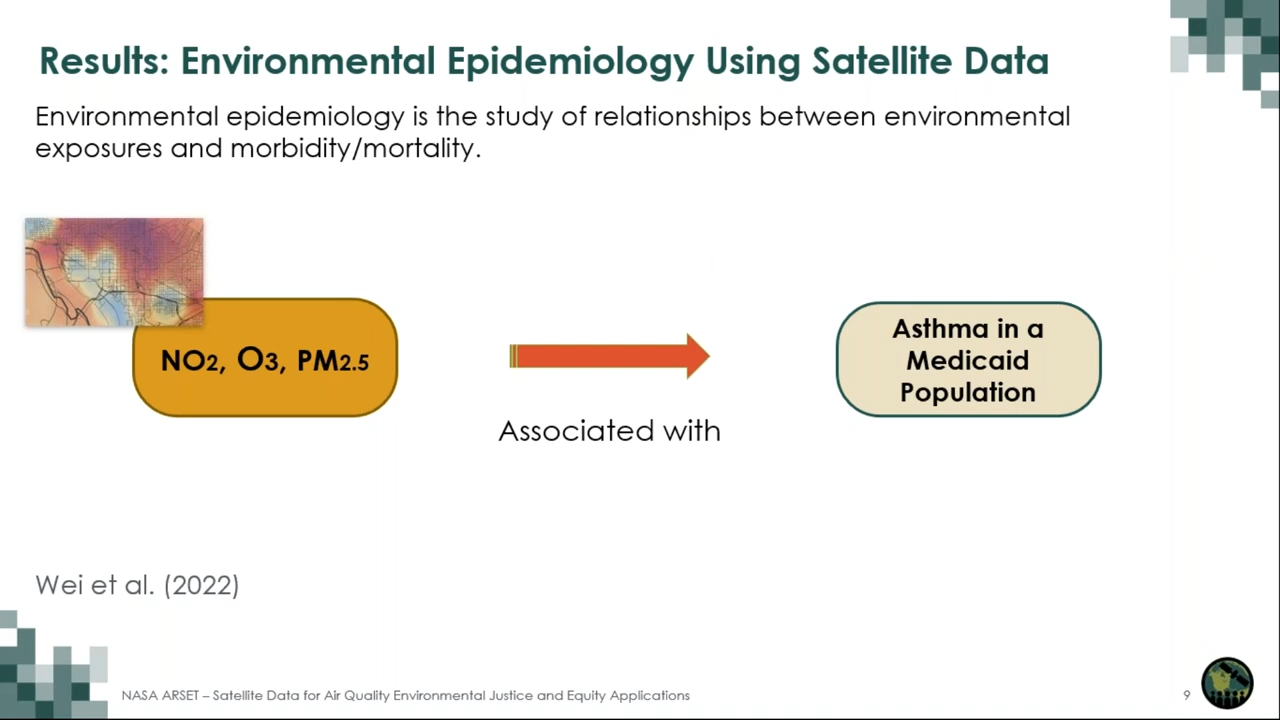 Results: Environmental Epidemiology Using Satellite Data
Environmental epidemiology is the study of relationships between environmental
exposures and morbidity/mortality.
NO2, O3, PM2.5
Associated with
Asthma in a
Medicaid
Population
Wei et al. (2022)
NASA ARSET – Satellite Data for Air Quality Environmental Justice and Equity Applications
9